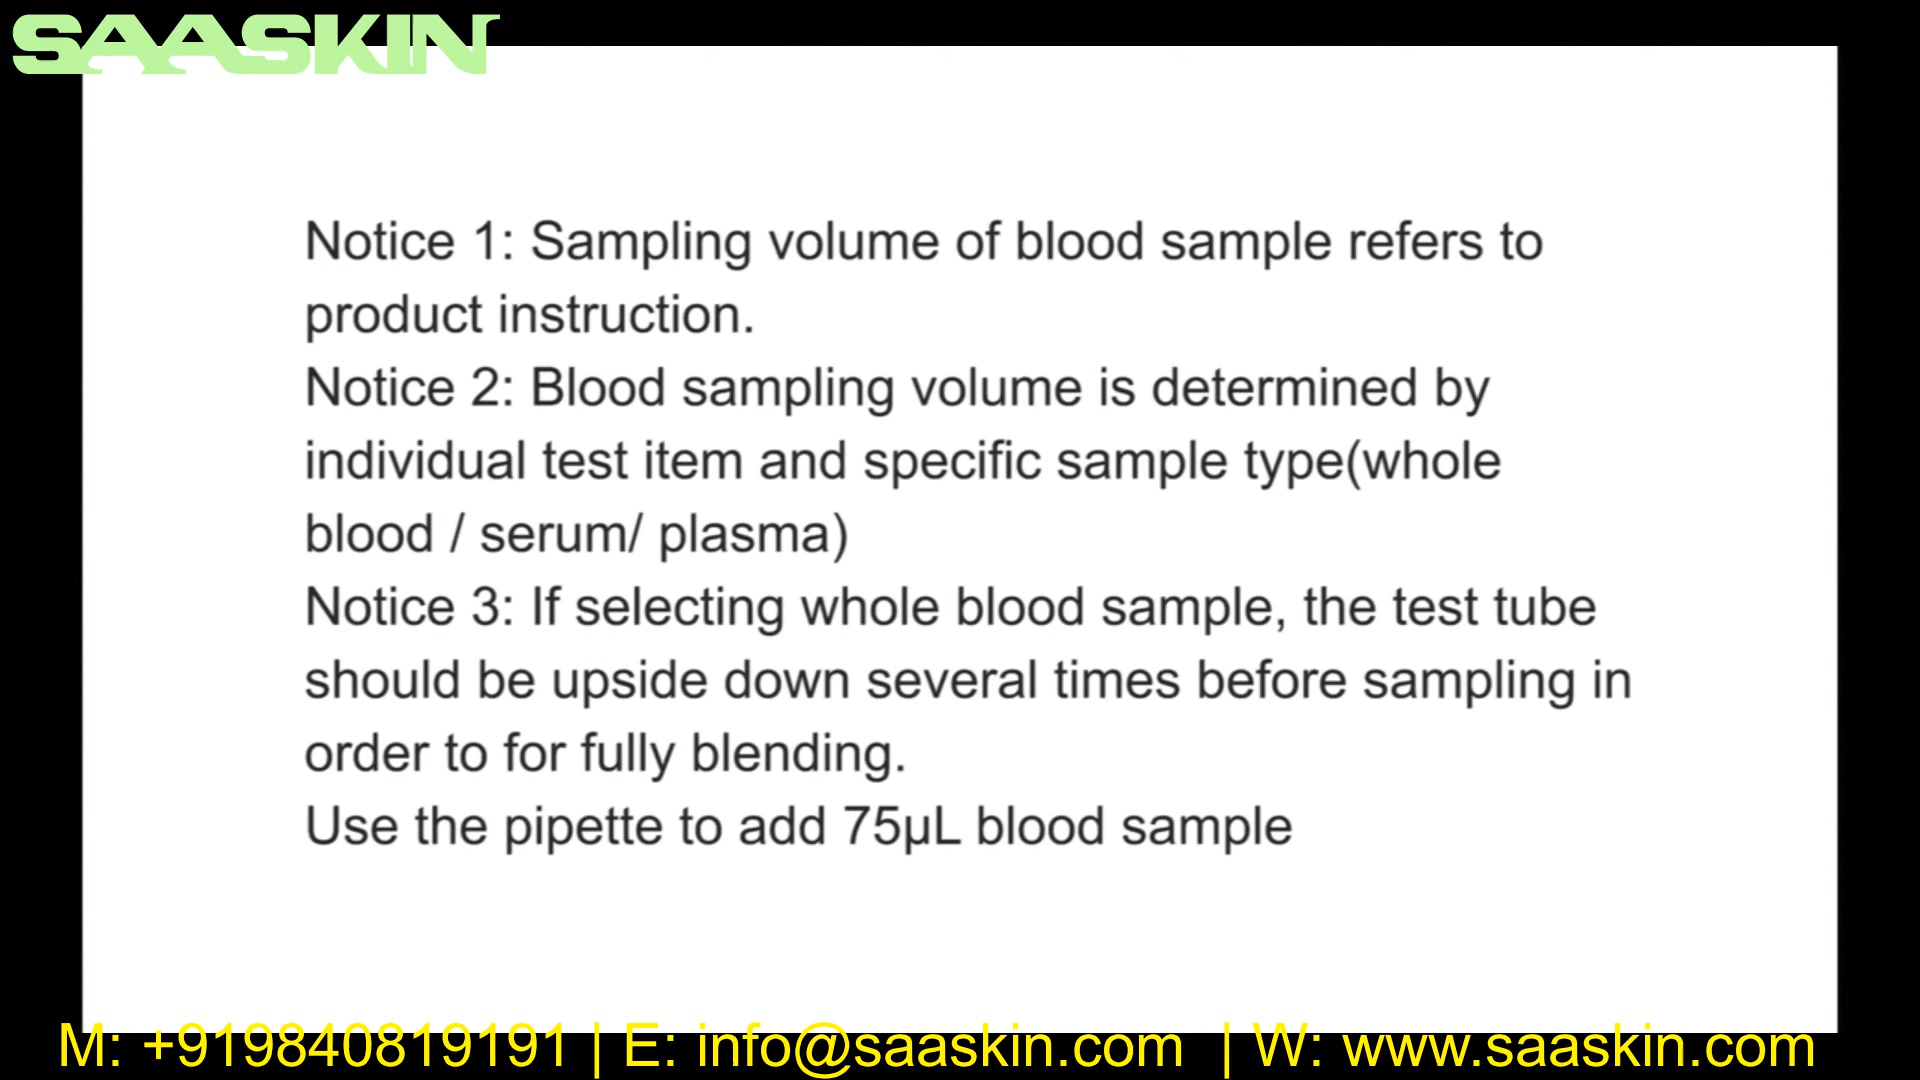 SAASKIN
Notice 1: Sampling volume of blood sample refers to
product instruction.
Notice 2: Blood sampling volume is determined by
individual test item and specific sample type(whole
blood / serum/ plasma)
Notice 3: If selecting whole blood sample, the test tube
should be upside down several times before sampling in
order to for fully blending.
Use the pipette to add 75µL blood sample
M: +919840819191 | E: info@saaskin.com | W: www.saaskin.com